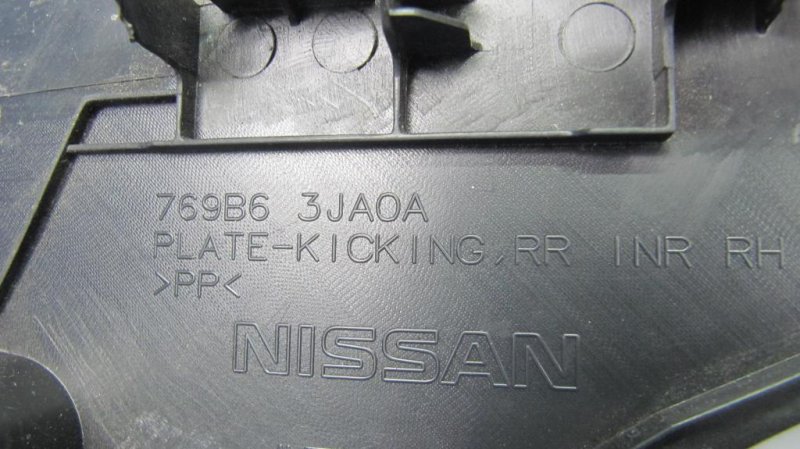 769B6 3JA0A
PLATE-KICKING,RR INR RH
>PP<
NISSAN